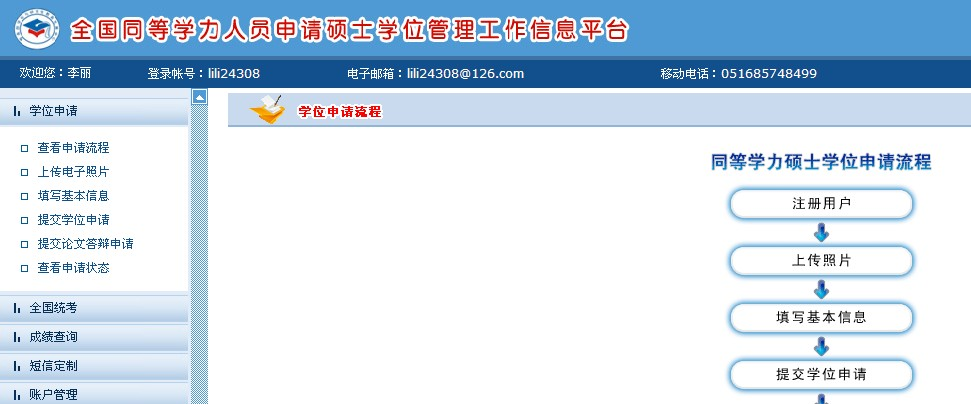 全国同等学力人员申请硕士学位管理工作信息平台
欢迎您：李丽 登录帐号：lili24308 电子邮箱：lili24308@126.com 移动电话：051685748499
学位申请
查看申请流程
上传电子照片
填写基本信息
提交学位申请
提交论文答辩申请
查看申请状态
全国统考
成绩查询
短信定制
账户管理
学位申请流程
同等学力硕士学位申请流程
注册用户
上传照片
填写基本信息
提交学位申请